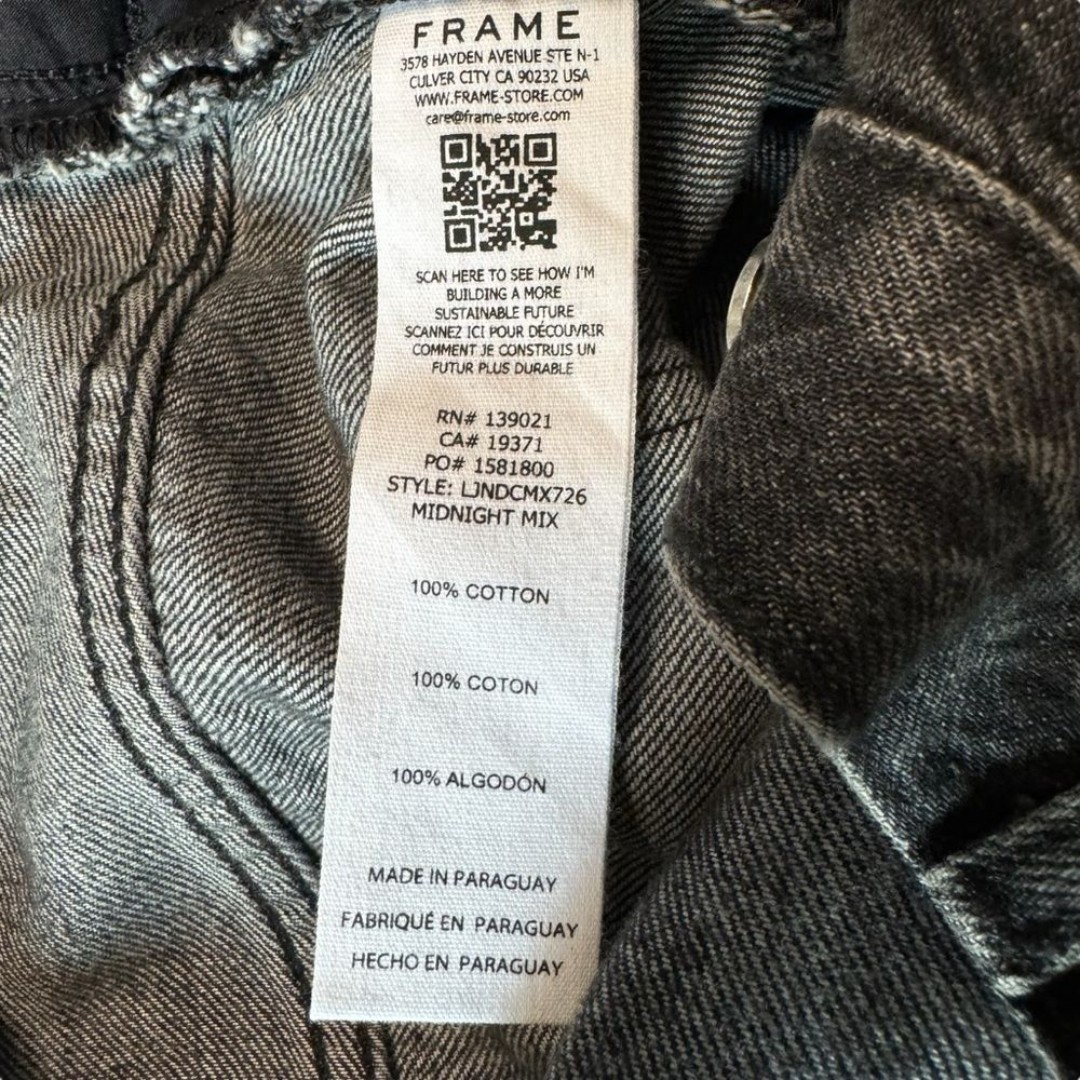 FRAME
3578 HAYDEN AVENUE STE N-1
CULVER CITY CA 90232 USA
WWW.FRAME-STORE.COM
care@frame-store.com
SCAN HERE TO SEE HOW I'M
BUILDING A MORE
SUSTAINABLE FUTURE
SCANNEZ ICI POUR DÉCOUVRIR
COMMENT JE CONSTRUIS UN
FUTUR PLUS DURABLE
RN# 139021
CA# 19371
PO# 1581800
STYLE: LJNDCMX726
MIDNIGHT MIX
100% COTTON
100% COTON
100% ALGODÓN
MADE IN PARAGUAY
FABRIQUÉ EN PARAGUAY
HECHO EN PARAGUAY